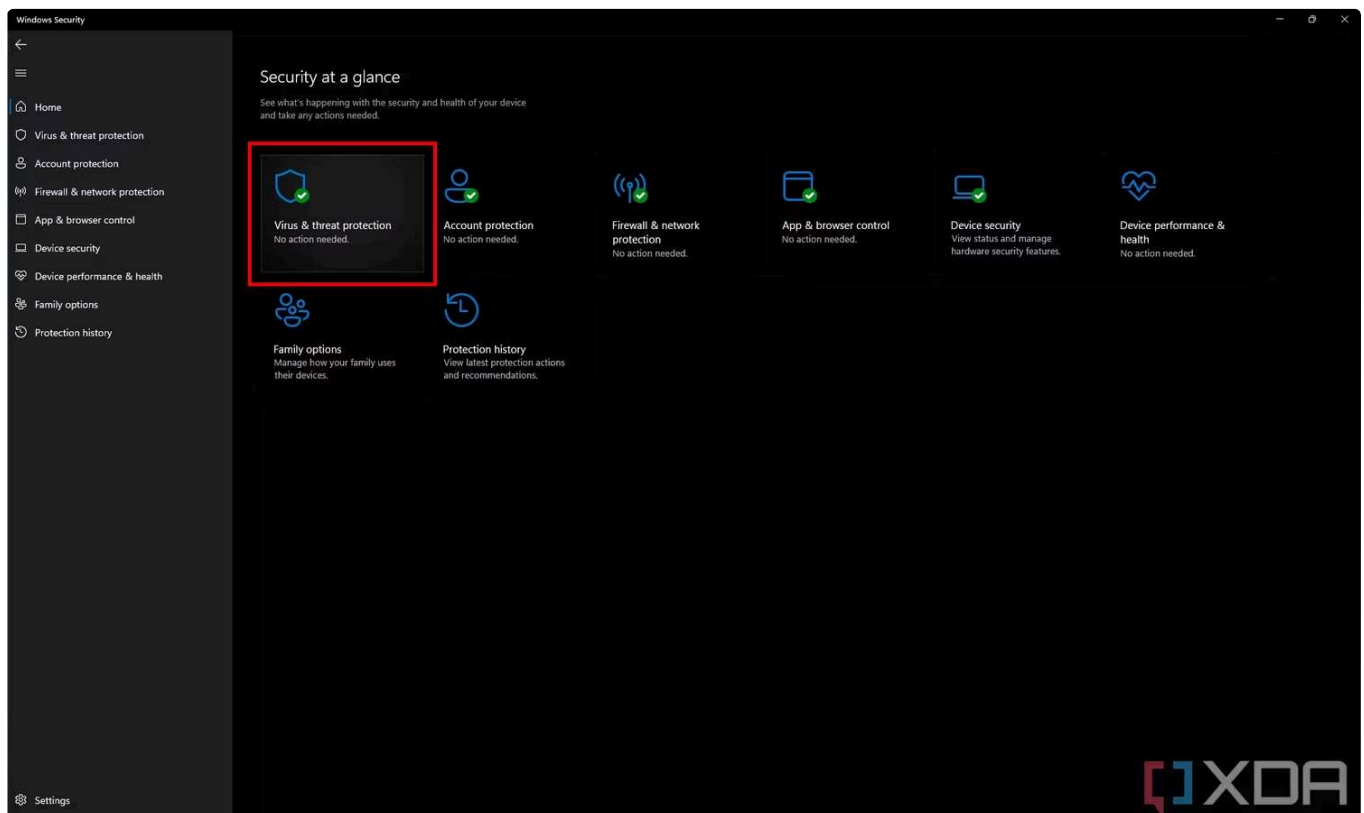 Windows Security
Home
Virus & threat protection
Account protection
Firewall & network protection
App & browser control
Device security
Device performance & health
Family options
Protection history
Settings
Security at a glance
See what's happening with the security and health of your device
and take any actions needed.
Virus & threat protection
No action needed.
Account protection
No action needed.
Firewall & network
protection
No action needed.
App & browser control
No action needed.
Device security
View status and manage
hardware security features.
Device performance &
health
No action needed.
Family options
Manage how your family uses
their devices.
Protection history
View latest protection actions
and recommendations.
XDA